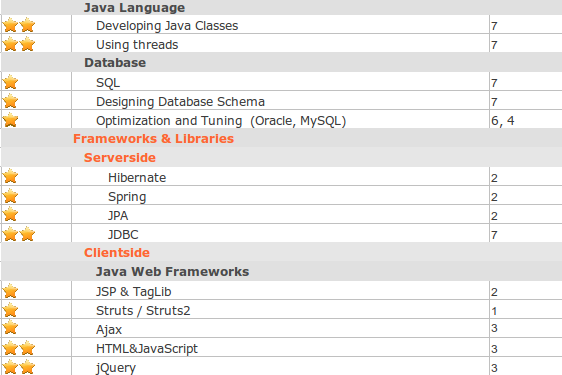 Java Language
Developing Java Classes 7
Using threads 7
Database
SQL 7
Designing Database Schema 7
Optimization and Tuning (Oracle, MySQL) 6, 4
Frameworks & Libraries
Serverside
Hibernate 2
Spring 2
JPA 2
JDBC 7
Clientside
Java Web Frameworks
JSP & TagLib 2
Struts / Struts2 1
Ajax 3
HTML&JavaScript 3
jQuery 3